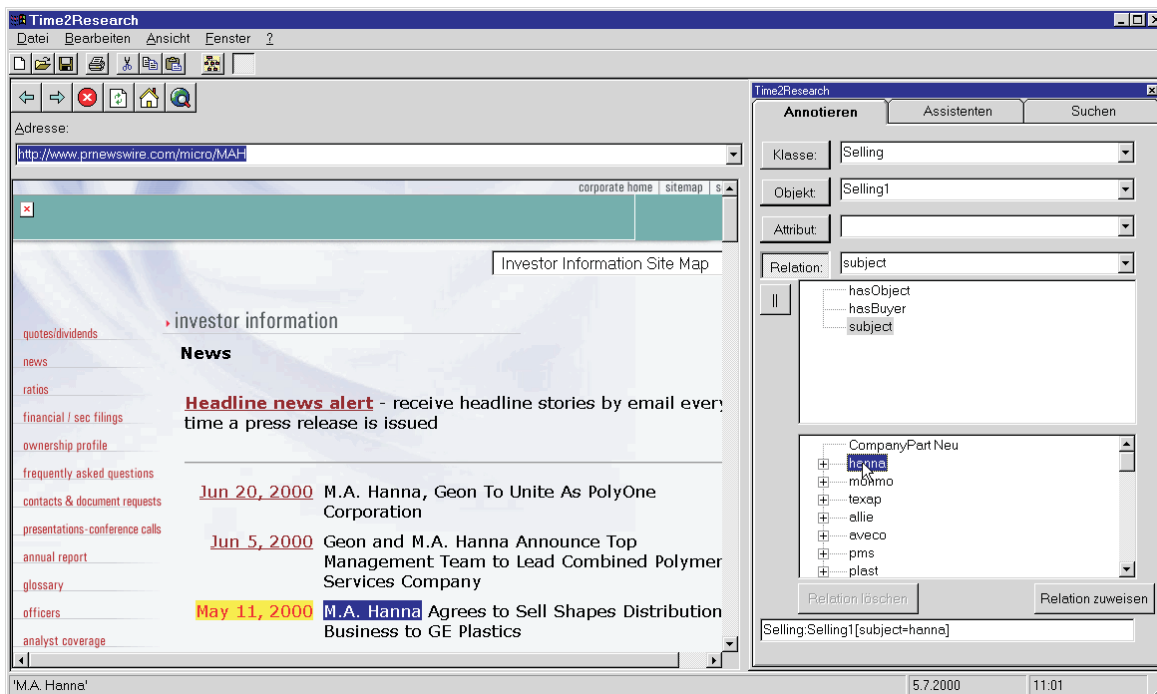 Time2Research
Datei Bearbeiten Ansicht Fenster ?
Adresse:
http://www.prnewswire.com/micro/MAH
corporate home | sitemap | s
Investor Information Site Map
investor information
quotes/dividends
news
ratios
financial / sec filings
ownership profile
frequently asked questions
contacts & document requests
presentations-conference calls
annual report
glossary
officers
analyst coverage
News
Headline news alert - receive headline stories by email every
time a press release is issued
Jun 20, 2000 M.A. Hanna, Geon To Unite As PolyOne
Corporation
Jun 5, 2000 Geon and M.A. Hanna Announce Top
Management Team to Lead Combined Polymer
Services Company
May 11, 2000 M.A. Hanna Agrees to Sell Shapes Distribution
Business to GE Plastics
Time2Research
Annotieren Assistenten Suchen
Klasse: Selling
Objekt: Selling1
Attribut:
Relation: subject
||
hasObject
hasBuyer
subject
CompanyPart Neu
hanna
texap
allie
aveco
pms
plast
Relation löschen Relation zuweisen
Selling:Selling1[subject=hanna]
'M.A. Hanna' 5.7.2000 11:01